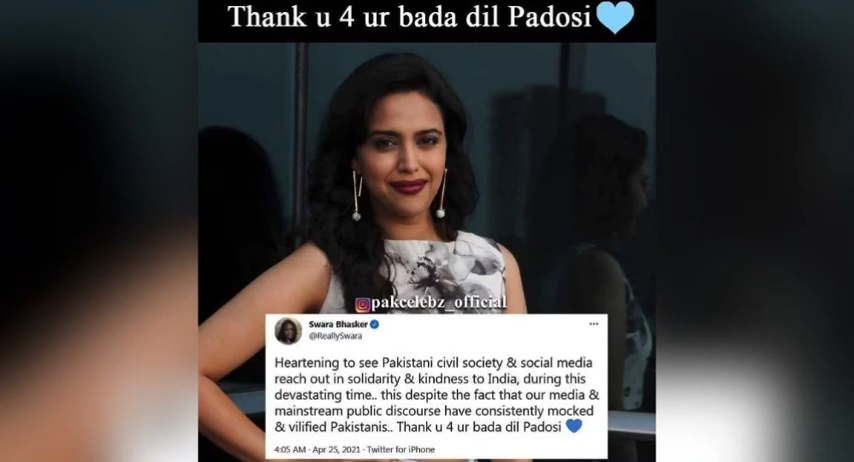 Thank u 4 ur bada dil Padosi🩵
pakcelebz_official
Swara Bhasker
@ReallySwara
Heartening to see Pakistani civil society & social media
reach out in solidarity & kindness to India, during this
devastating time.. this despite the fact that our media &
mainstream public discourse have consistently mocked
& vilified Pakistanis.. Thank u 4 ur bada dil Padosi 💙
4:05 AM · Apr 25, 2021 · Twitter for iPhone